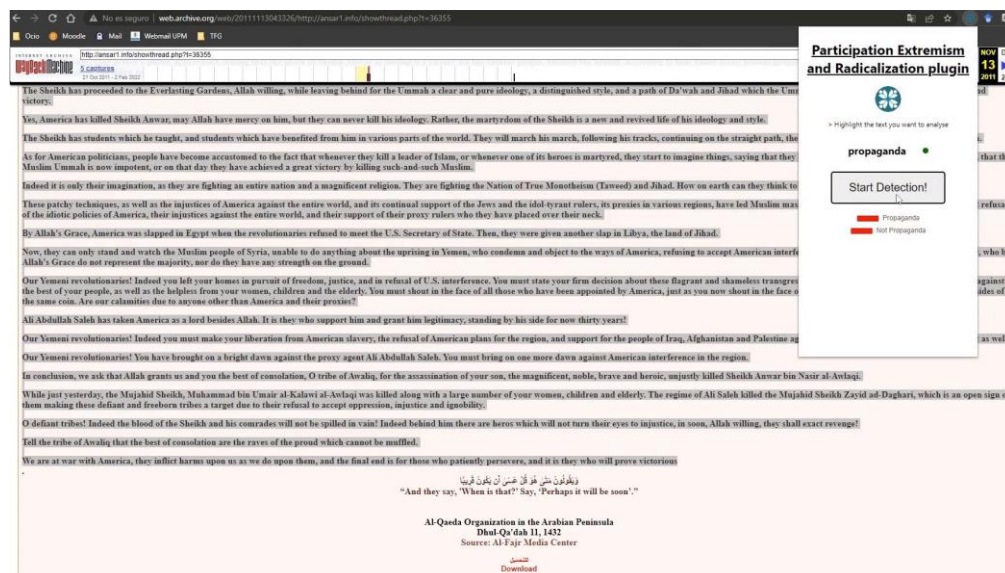 No es seguro | web.archive.org/web/20111113043326/http://ansar1.info/showthread.php?t=36355
Ocio Moodle Mail Webmail UPM TFG
INTERNET ARCHIVE
WayBackMachine
http://ansar1.info/showthread.php?t=36355
5 captures
21 Oct 2011 - 2 Feb 2022
NOV
13
2011
The Sheikh has proceeded to the Everlasting Gardens, Allah willing, while leaving behind for the Ummah a clear and pure ideology, a distinguished style, and a path of Da'wah and Jihad which the
victory.
Yes, America has killed Sheikh Anwar, may Allah have mercy on him, but they can never kill his ideology. Rather, the martyrdom of the Sheikh is a new and revived life of his ideology and style.
The Sheikh has students which he taught, and students which have benefited from him in various parts of the world. They will march his march, following his tracks, continuing on the straight path, the
As for American politicians, people have become accustomed to the fact that whenever they kill a leader of Islam, or whenever one of its heroes is martyred, they start to imagine things, saying that they
Muslim Ummah is now impotent, or on that day they have achieved a great victory by killing such-and-such Muslim.
Indeed it is only their imagination, as they are fighting an entire nation and a magnificent religion. They are fighting the Nation of True Monotheism (Taweed) and Jihad. How on earth can they think to
These patchy techniques, as well as the injustices of America against the entire world, and its continual support of the Jews and the idol-tyrant rulers, its proxies in various regions, have led Muslim
of the idiotic policies of America, their injustices against the entire world, and their support of their proxy rulers who they have placed over their neck.
By Allah's Grace, America was slapped in Egypt when the revolutionaries refused to meet the U.S. Secretary of State. Then, they were given another slap in Libya, the land of Jihad.
Now, they can only stand and watch the Muslim people of Syria, unable to do anything about the uprising in Yemen, who condemn and object to the ways of America, refusing to accept American
Allah's Grace do not represent the majority, nor do they have any strength on the ground.
Our Yemeni revolutionaries! Indeed you left your homes in pursuit of freedom, justice, and in refusal of U.S. interference. You must state your firm decision about these flagrant and shameless
the best of your people, as well as the helpless from your women, children and the elderly. You must shout in the face of all those who have been appointed by America, just as you now shout in the face
the same coin. Are our calamities due to anyone other than America and their proxies?
Ali Abdullah Saleh has taken America as a lord besides Allah. It is they who support him and grant him legitimacy, standing by his side for now thirty years!
Our Yemeni revolutionaries! Indeed you must make your liberation from American slavery, the refusal of American plans for the region, and support for the people of Iraq, Afghanistan and Palestine
Our Yemeni revolutionaries! You have brought on a bright dawn against the proxy agent Ali Abdullah Saleh. You must bring on one more dawn against American interference in the region.
In conclusion, we ask that Allah grants us and you the best of consolation, O tribe of Awaliq, for the assassination of your son, the magnificent, noble, brave and heroic, unjustly killed Sheikh Anwar bin Nasir al-Awlaqi.
While just yesterday, the Mujahid Sheikh, Muhammad bin Umair al-Kalawi al-Awlaqi was killed along with a large number of your women, children and elderly. The regime of Ali Saleh killed the Mujahid Sheikh Zayid ad-Daghari, which is an open sign
them making these defiant and freeborn tribes a target due to their refusal to accept oppression, injustice and ignobility.
O defiant tribes! Indeed the blood of the Sheikh and his comrades will not be spilled in vain! Indeed behind him there are heros which will not turn their eyes to injustice, in soon, Allah willing, they shall exact revenge!
Tell the tribe of Awaliq that the best of consolation are the raves of the proud which cannot be muffled.
We are at war with America, they inflict harms upon us as we do upon them, and the final end is for those who patiently persevere, and it is they who will prove victorious
.
وَيَقُولُونَ مَتَى هُوَ قُلْ عَسَى أَن يَكُونَ قَرِيبًا
“And they say, 'When is that?' Say, ‘Perhaps it will be soon’.”
Al-Qaeda Organization in the Arabian Peninsula
Dhul-Qa'dah 11, 1432
Source: Al-Fajr Media Center
للتحميل
Download
Participation Extremism
and Radicalization plugin
> Highlight the text you want to analyse
propaganda
Start Detection!
Propaganda
Not Propaganda